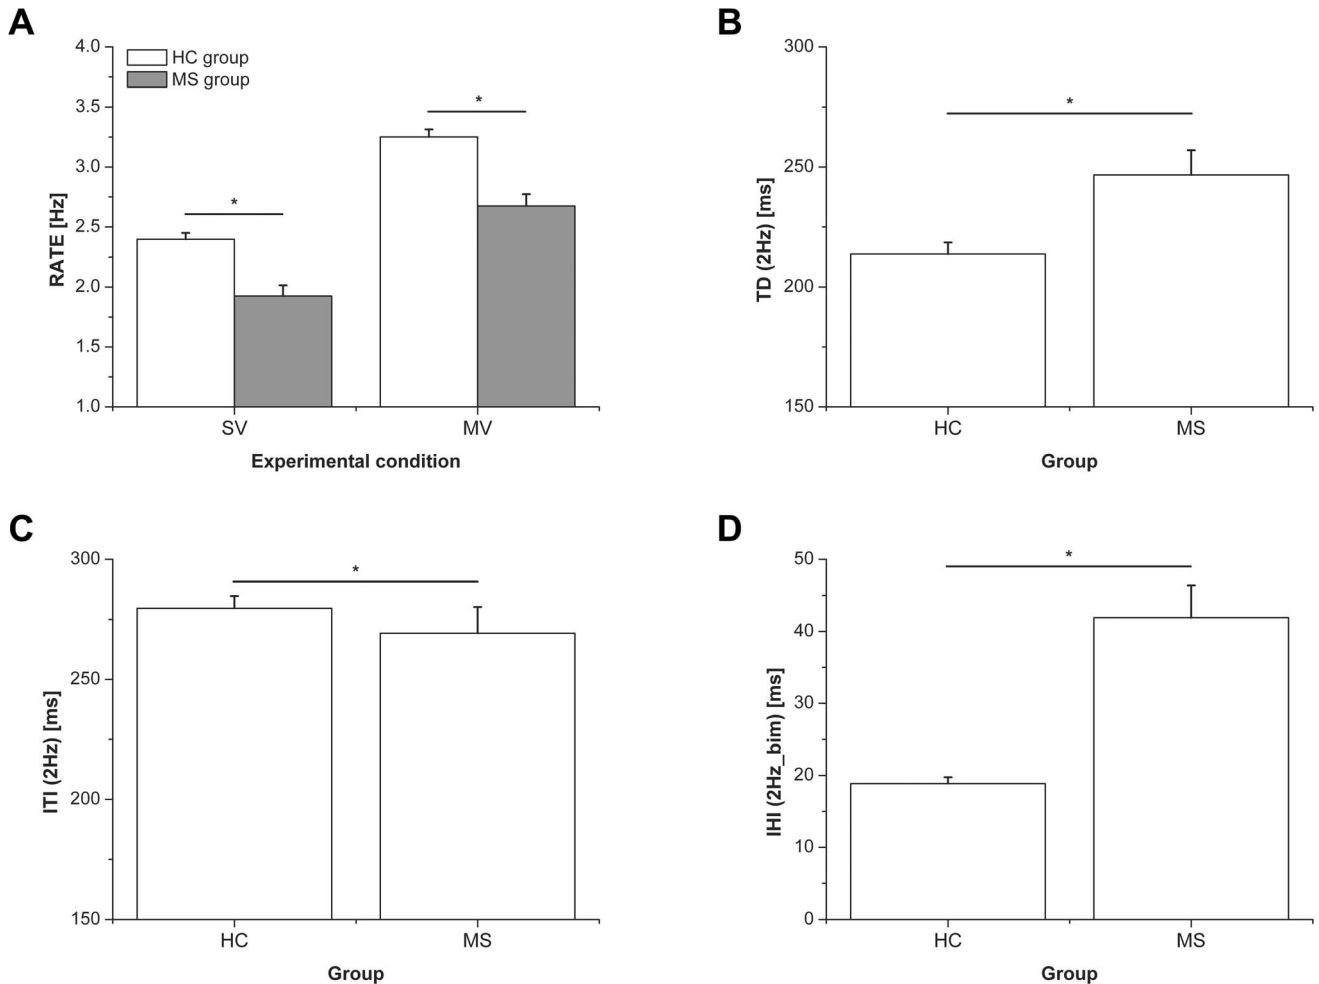 A
4.0
3.5
3.0
2.5
2.0
1.5
1.0
RATE [Hz]
HC group
MS group
*
*
SV
MV
Experimental condition
B
300
250
200
150
TD (2Hz) [ms]
*
HC
MS
Group
C
300
250
200
150
ITI (2Hz) [ms]
*
HC
MS
Group
D
50
40
30
20
10
0
IHI (2Hz_bim) [ms]
*
HC
MS
Group